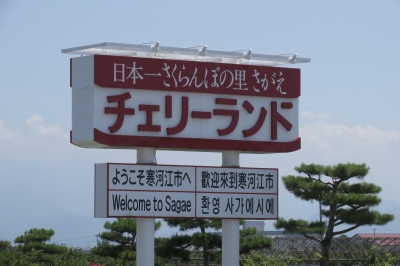 日本一さくらんぼの里 さがえ
チェリーランド
ようこそ寒河江市へ
歡迎來到寒河江市
Welcome to Sagae
환영 사가에시에